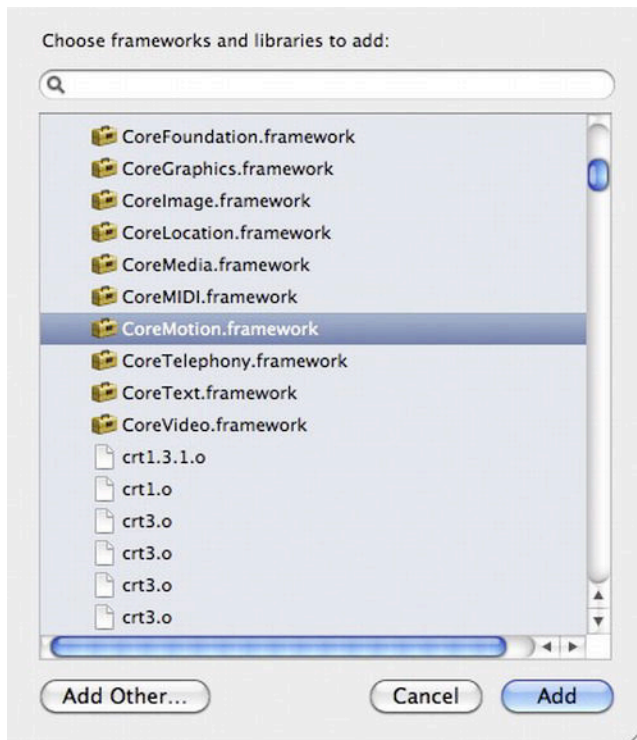 Choose frameworks and libraries to add:
CoreFoundation.framework
CoreGraphics.framework
CoreImage.framework
CoreLocation.framework
CoreMedia.framework
CoreMIDI.framework
CoreMotion.framework
CoreTelephony.framework
CoreText.framework
CoreVideo.framework
crt1.3.1.o
crt1.o
crt3.o
crt3.o
crt3.o
crt3.o
Add Other... Cancel Add